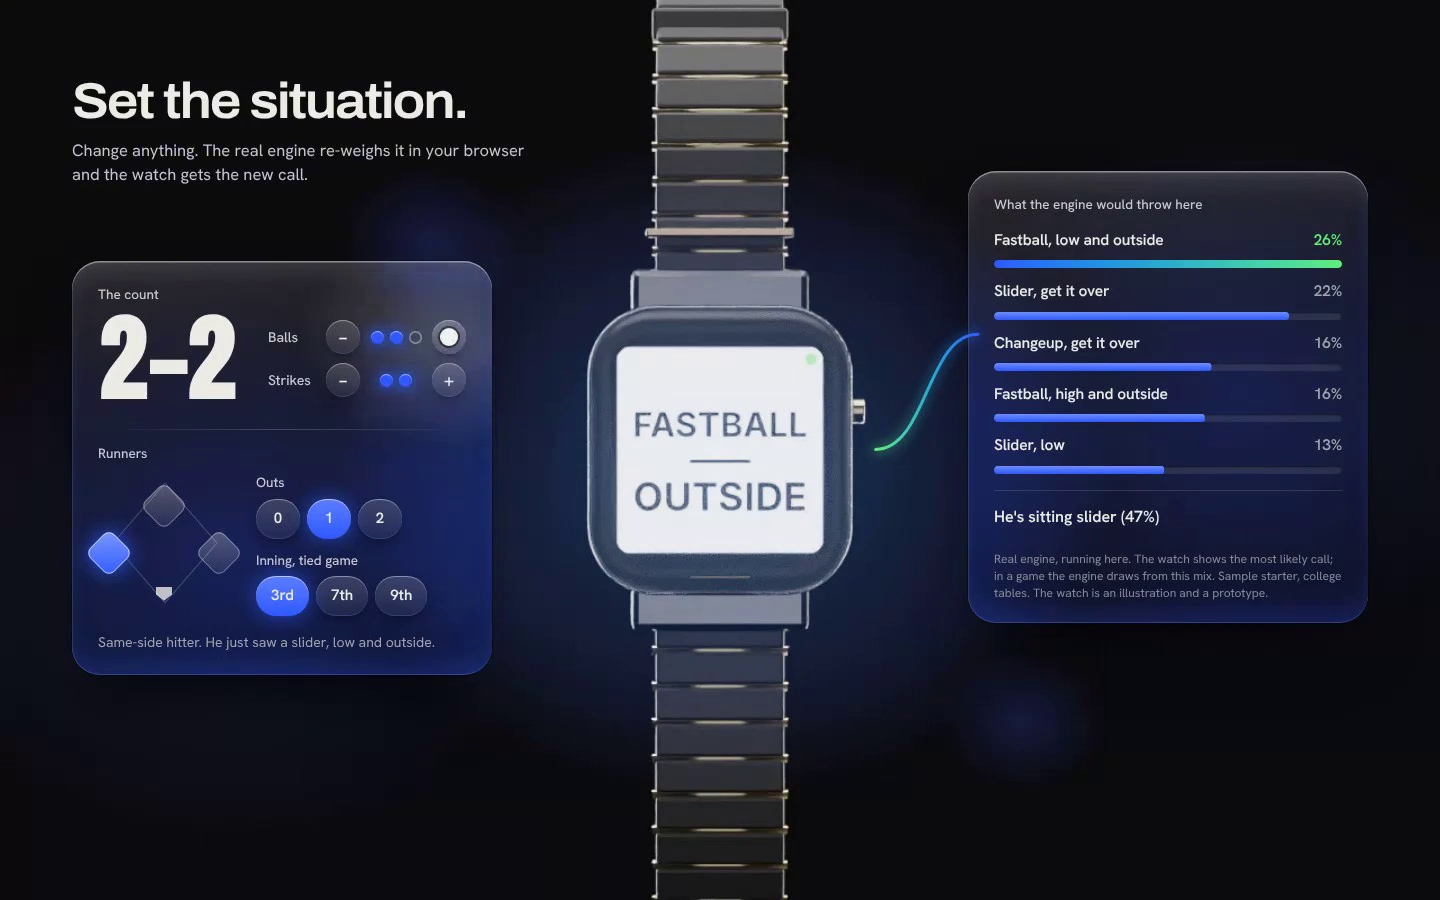 Set the situation.
Change anything. The real engine re-weighs it in your browser
and the watch gets the new call.
The count
2–2
Balls
–
Strikes
–
+
Runners
Outs
0
1
2
Inning, tied game
3rd
7th
9th
Same-side hitter. He just saw a slider, low and outside.
FASTBALL
OUTSIDE
What the engine would throw here
Fastball, low and outside 26%
Slider, get it over 22%
Changeup, get it over 16%
Fastball, high and outside 16%
Slider, low 13%
He's sitting slider (47%)
Real engine, running here. The watch shows the most likely call;
in a game the engine draws from this mix. Sample starter, college
tables. The watch is an illustration and a prototype.